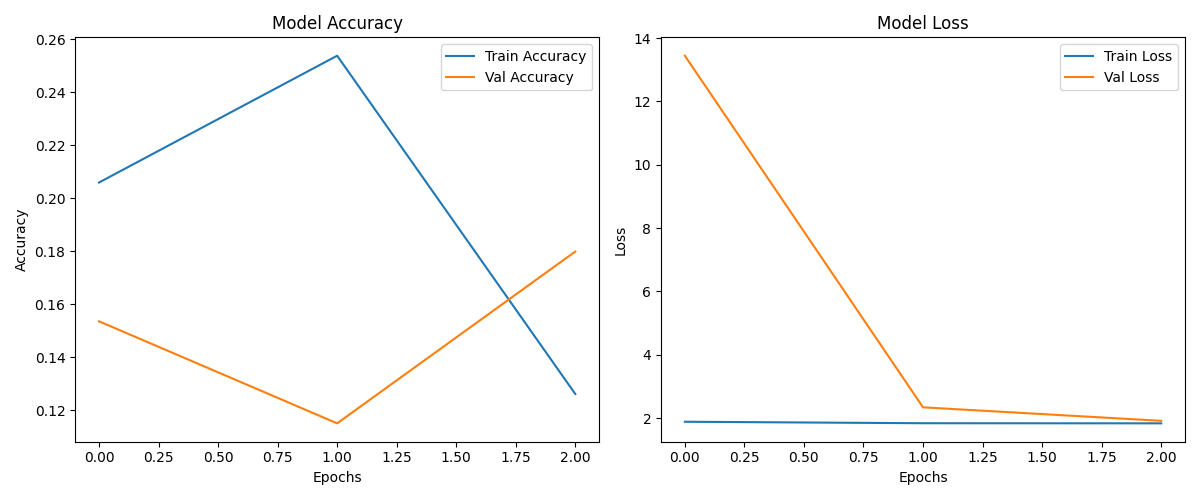 Model Accuracy
0.26
0.24
0.22
0.20
0.18
0.16
0.14
0.12
Accuracy
Train Accuracy
Val Accuracy
0.00 0.25 0.50 0.75 1.00 1.25 1.50 1.75 2.00
Epochs
Model Loss
14
12
10
8
6
4
2
Loss
Train Loss
Val Loss
0.00 0.25 0.50 0.75 1.00 1.25 1.50 1.75 2.00
Epochs